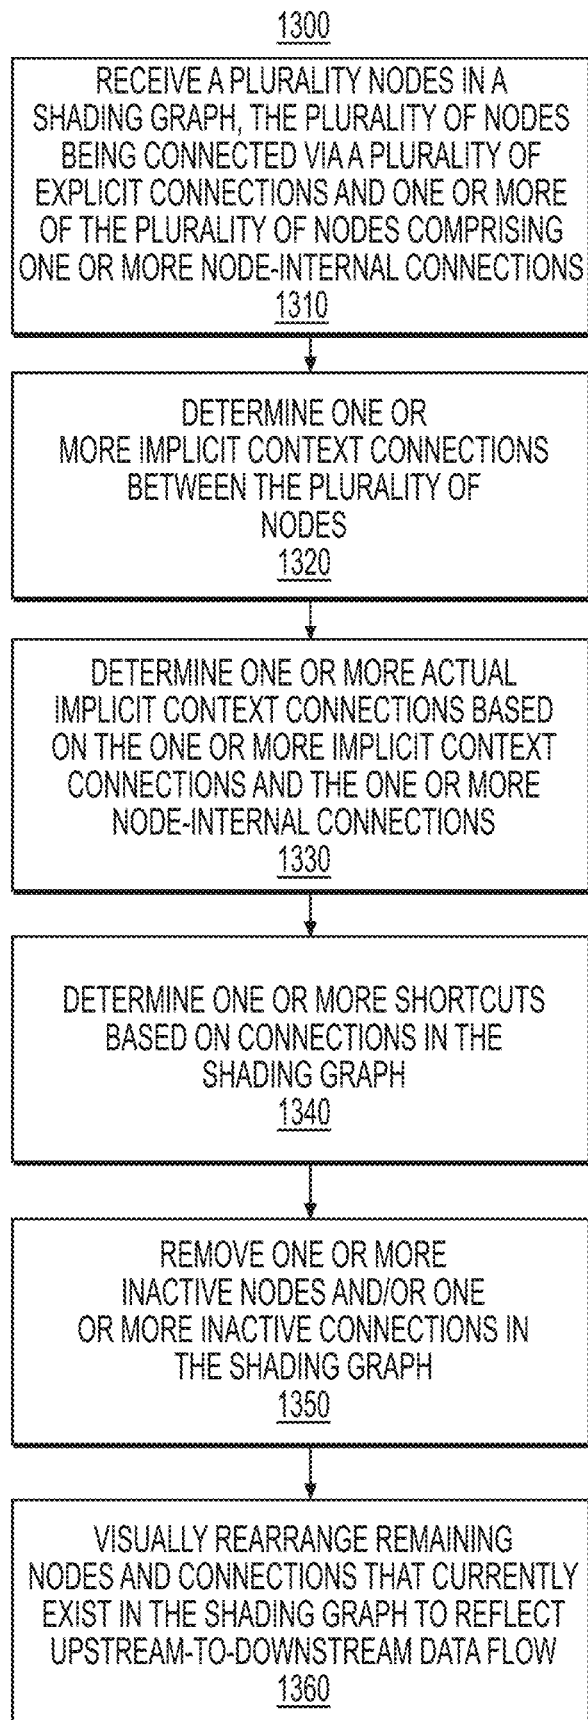 1300
RECEIVE A PLURALITY NODES IN A
SHADING GRAPH, THE PLURALITY OF NODES
BEING CONNECTED VIA A PLURALITY OF
EXPLICIT CONNECTIONS AND ONE OR MORE
OF THE PLURALITY OF NODES COMPRISING
ONE OR MORE NODE-INTERNAL CONNECTIONS
1310
DETERMINE ONE OR
MORE IMPLICIT CONTEXT CONNECTIONS
BETWEEN THE PLURALITY OF
NODES
1320
DETERMINE ONE OR MORE ACTUAL
IMPLICIT CONTEXT CONNECTIONS BASED
ON THE ONE OR MORE IMPLICIT CONTEXT
CONNECTIONS AND THE ONE OR MORE
NODE-INTERNAL CONNECTIONS
1330
DETERMINE ONE OR MORE SHORTCUTS
BASED ON CONNECTIONS IN THE
SHADING GRAPH
1340
REMOVE ONE OR MORE
INACTIVE NODES AND/OR ONE
OR MORE INACTIVE CONNECTIONS IN
THE SHADING GRAPH
1350
VISUALLY REARRANGE REMAINING
NODES AND CONNECTIONS THAT CURRENTLY
EXIST IN THE SHADING GRAPH TO REFLECT
UPSTREAM-TO-DOWNSTREAM DATA FLOW
1360